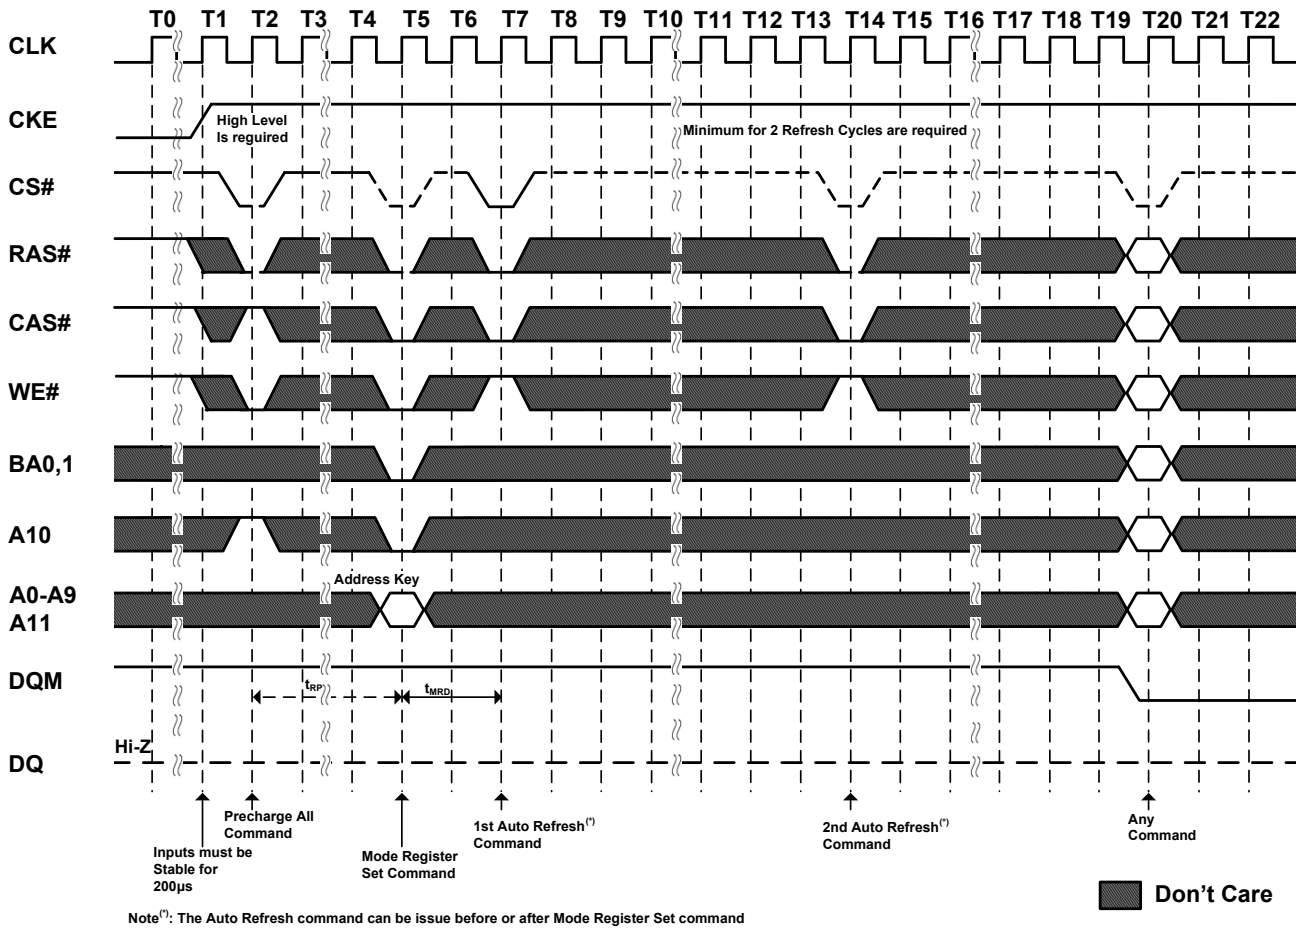 T0 T1 T2 T3 T4 T5 T6 T7 T8 T9 T10 T11 T12 T13 T14 T15 T16 T17 T18 T19 T20 T21 T22
CLK
CKE
High Level
Is reguired
Minimum for 2 Refresh Cycles are required
CS#
RAS#
CAS#
WE#
BA0,1
A10
Address Key
A0-A9
A11
DQM
tRP
tMRD
Hi-Z
DQ
Precharge All
Command
Inputs must be
Stable for
200µs
Mode Register
Set Command
1st Auto Refresh(*)
Command
2nd Auto Refresh(*)
Command
Any
Command
Don't Care
Note(*): The Auto Refresh command can be issue before or after Mode Register Set command